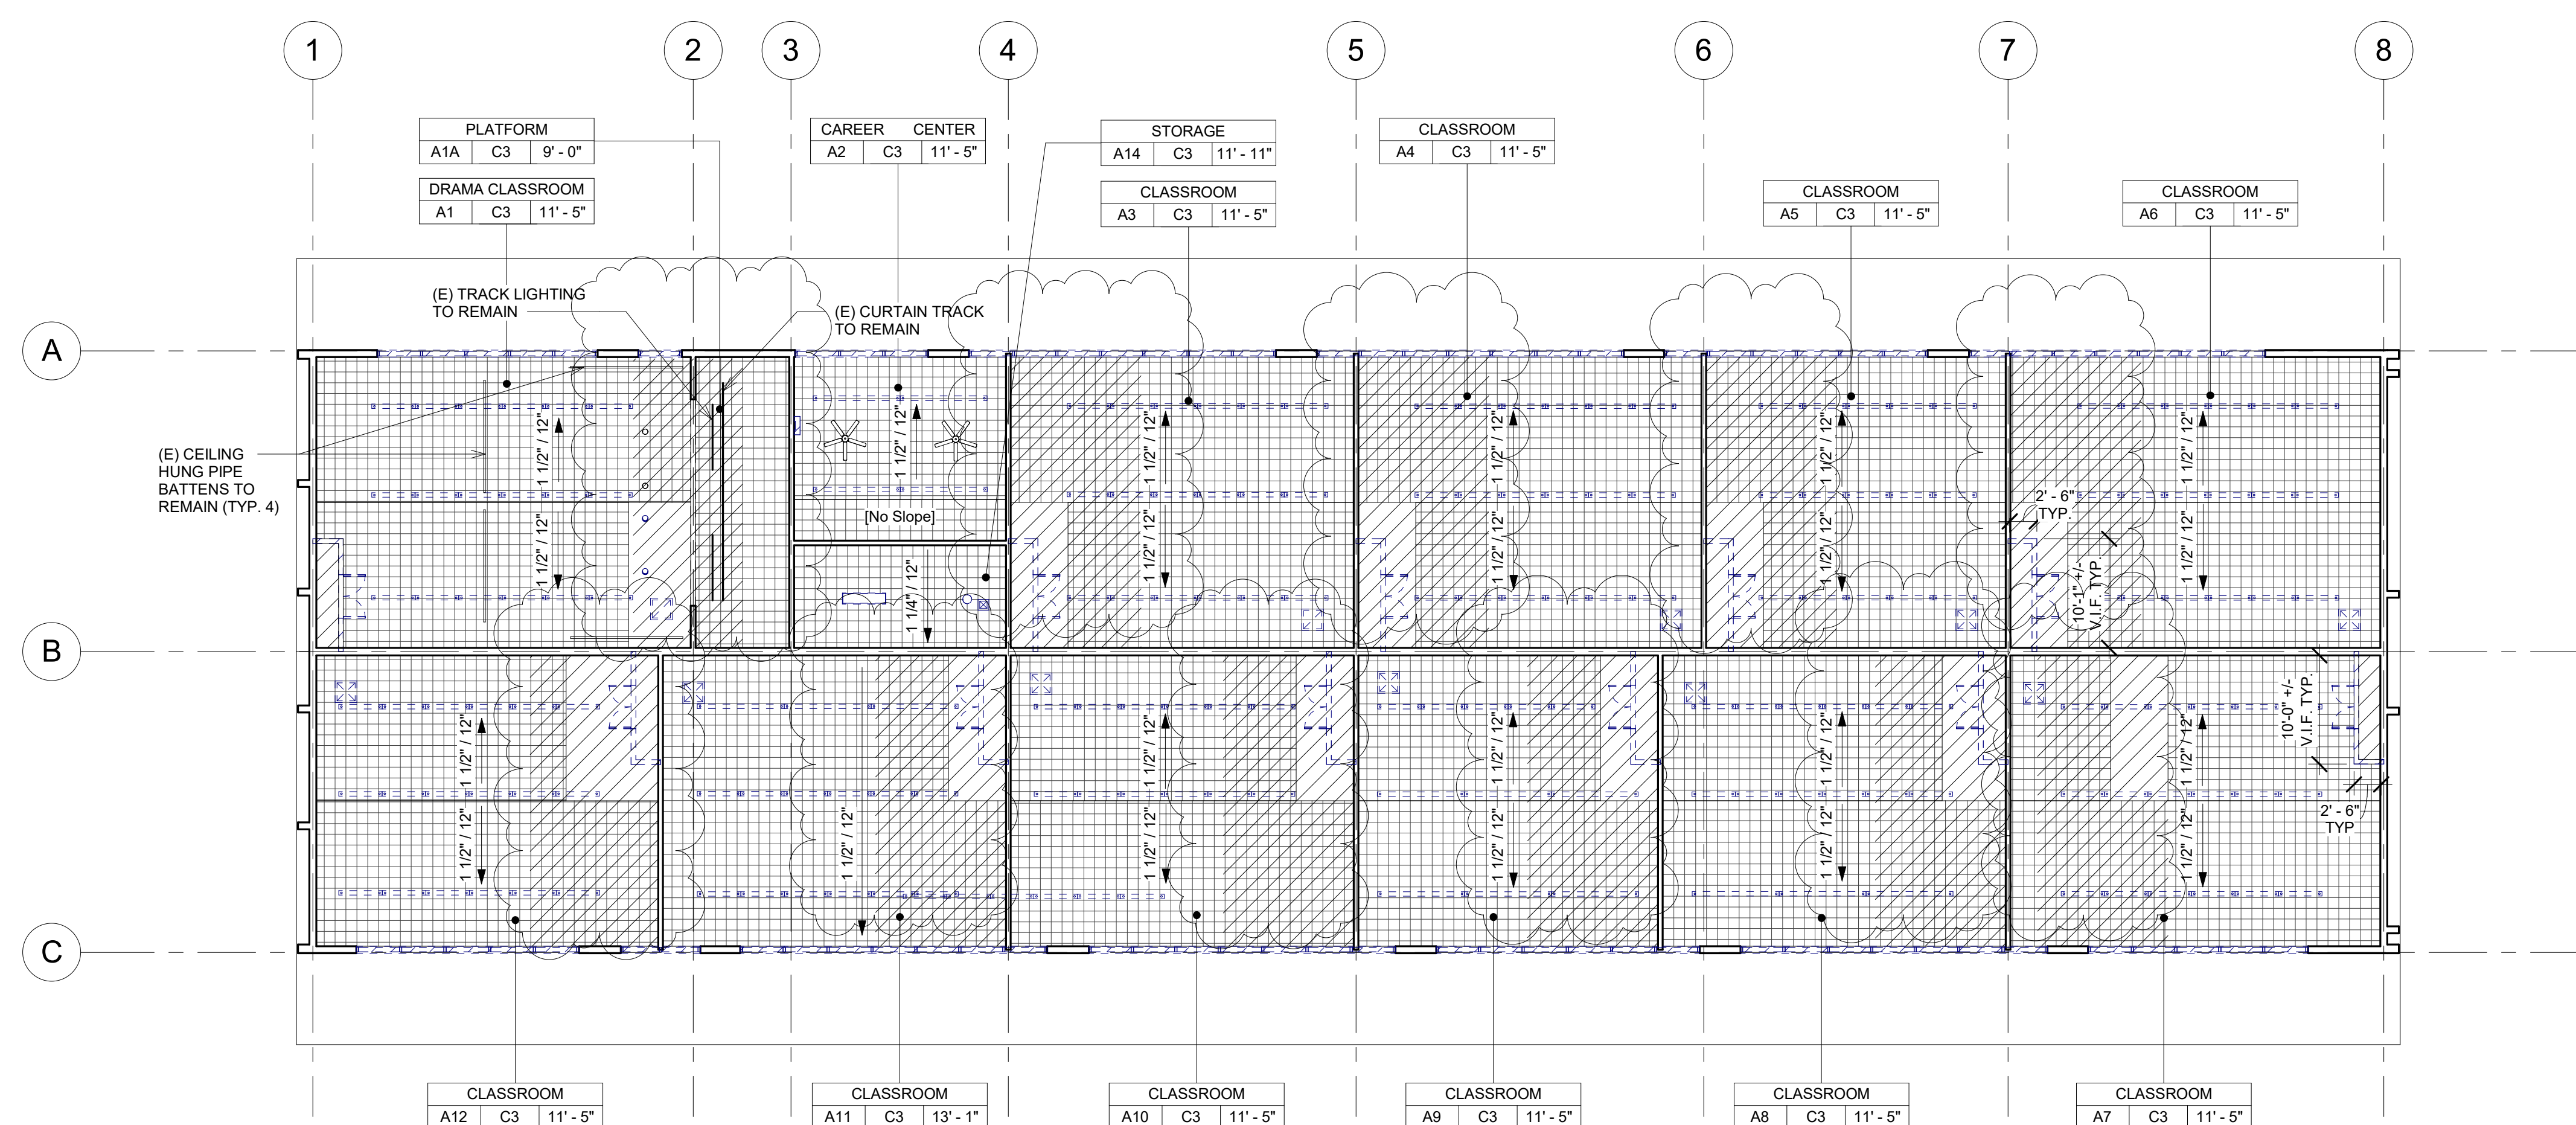 1
2
3
4
5
6
7
8
PLATFORM
A1A C3 9' - 0"
DRAMA CLASSROOM
A1 C3 11' - 5"
CAREER CENTER
A2 C3 11' - 5"
STORAGE
A14 C3 11' - 11"
CLASSROOM
A3 C3 11' - 5"
CLASSROOM
A4 C3 11' - 5"
CLASSROOM
A5 C3 11' - 5"
CLASSROOM
A6 C3 11' - 5"
(E) TRACK LIGHTING
TO REMAIN
(E) CURTAIN TRACK
TO REMAIN
A
(E) CEILING
HUNG PIPE
BATTENS TO
REMAIN (TYP. 4)
1 1/2" / 12"
1 1/2" / 12"
1 1/2" / 12"
[No Slope]
1 1/4" / 12"
1 1/2" / 12"
1 1/2" / 12"
1 1/2" / 12"
1 1/2" / 12"
1 1/2" / 12"
1 1/2" / 12"
2' - 6"
TYP.
10'-1" +/-
V.I.F. TYP.
1 1/2" / 12"
1 1/2" / 12"
B
1 1/2" / 12"
1 1/2" / 12"
1 1/2" / 12"
1 1/2" / 12"
1 1/2" / 12"
1 1/2" / 12"
1 1/2" / 12"
1 1/2" / 12"
1 1/2" / 12"
1 1/2" / 12"
1 1/2" / 12"
10'-0" +/-
V.I.F. TYP.
2' - 6"
TYP
C
CLASSROOM
A12 C3 11' - 5"
CLASSROOM
A11 C3 13' - 1"
CLASSROOM
A10 C3 11' - 5"
CLASSROOM
A9 C3 11' - 5"
CLASSROOM
A8 C3 11' - 5"
CLASSROOM
A7 C3 11' - 5"